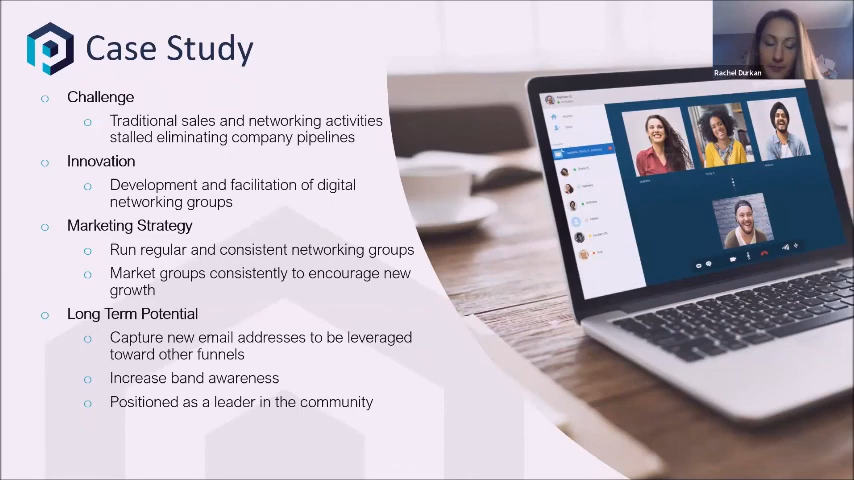 Case Study
Rachel Durkan
Challenge
Traditional sales and networking activities
stalled eliminating company pipelines
Innovation
Development and facilitation of digital
networking groups
Marketing Strategy
Run regular and consistent networking groups
Market groups consistently to encourage new
growth
Long Term Potential
Capture new email addresses to be leveraged
toward other funnels
Increase band awareness
Positioned as a leader in the community